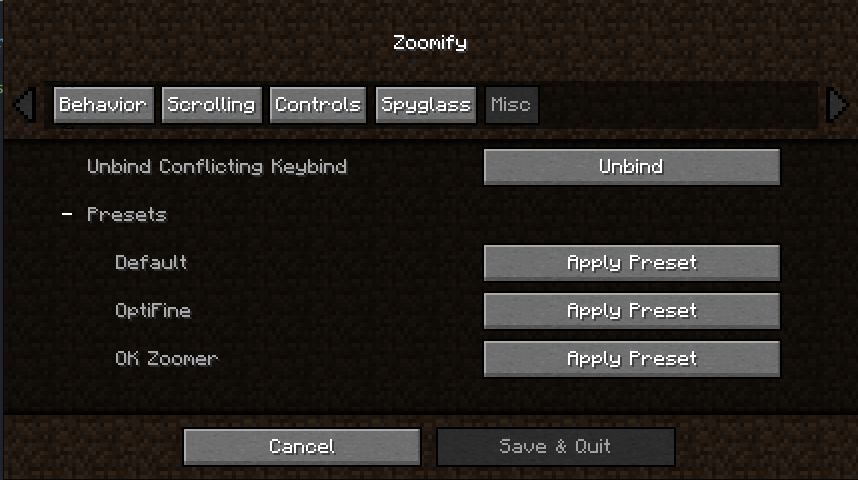 Zoomify
Behavior Scrolling Controls Spyglass Misc
Unbind Conflicting Keybind Unbind
- Presets
Default Apply Preset
OptiFine Apply Preset
OK Zoomer Apply Preset
Cancel Save & Quit